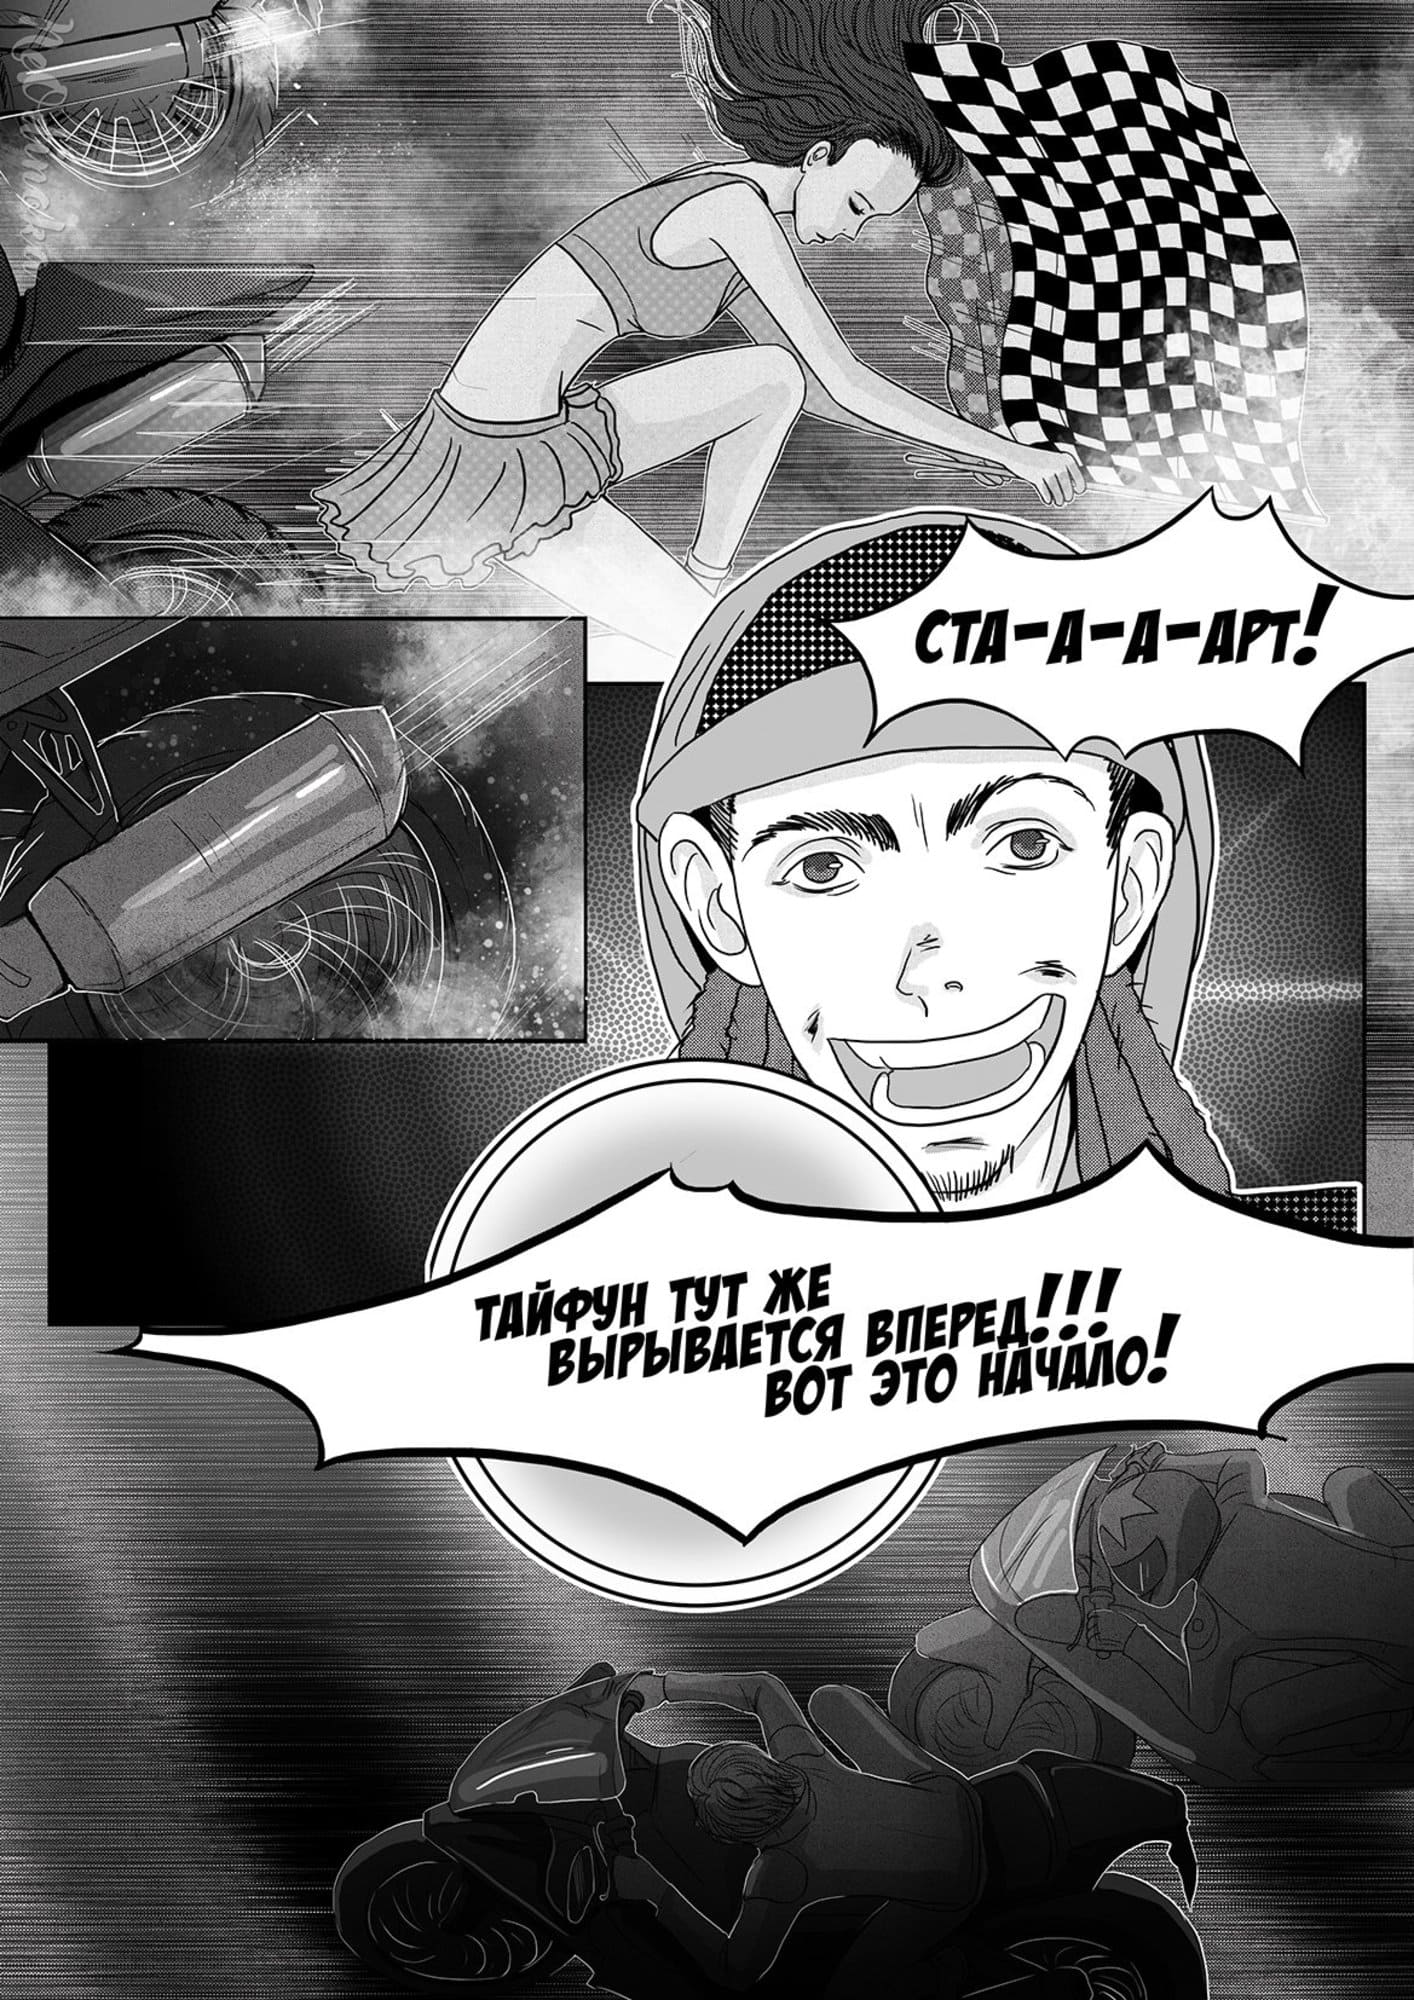 СТА-А-А-АРТ!
ТАЙФУН ТУТ ЖЕ
ВЫРЫВАЕТСЯ ВПЕРЕД!!!
ВОТ ЭТО НАЧАЛО!